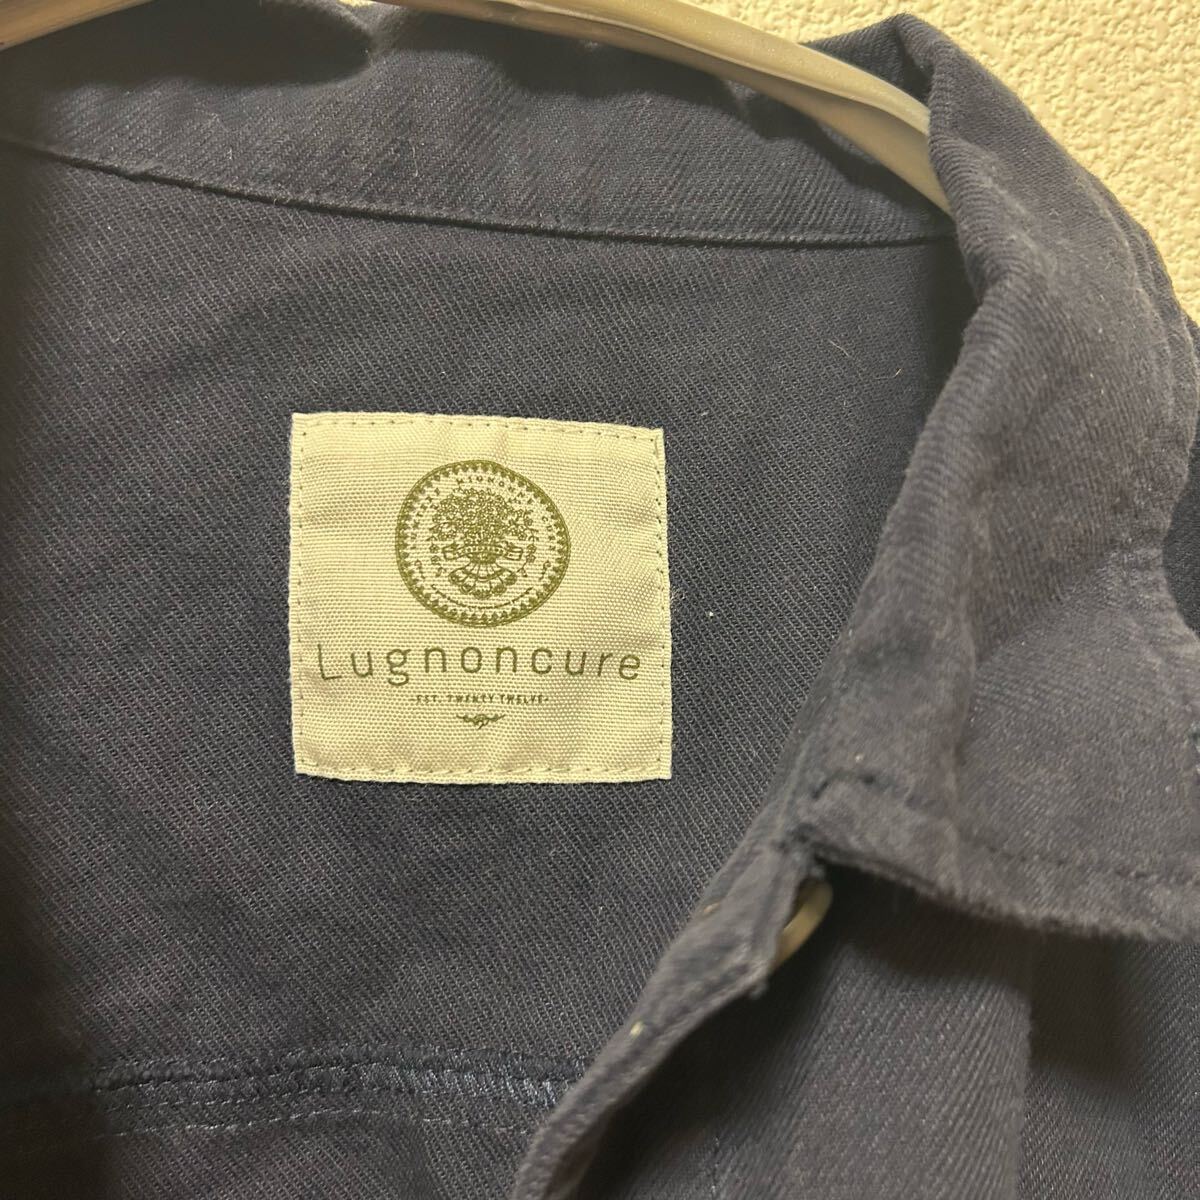 Lugnoncure
-EST. TWENTY TWELVE-